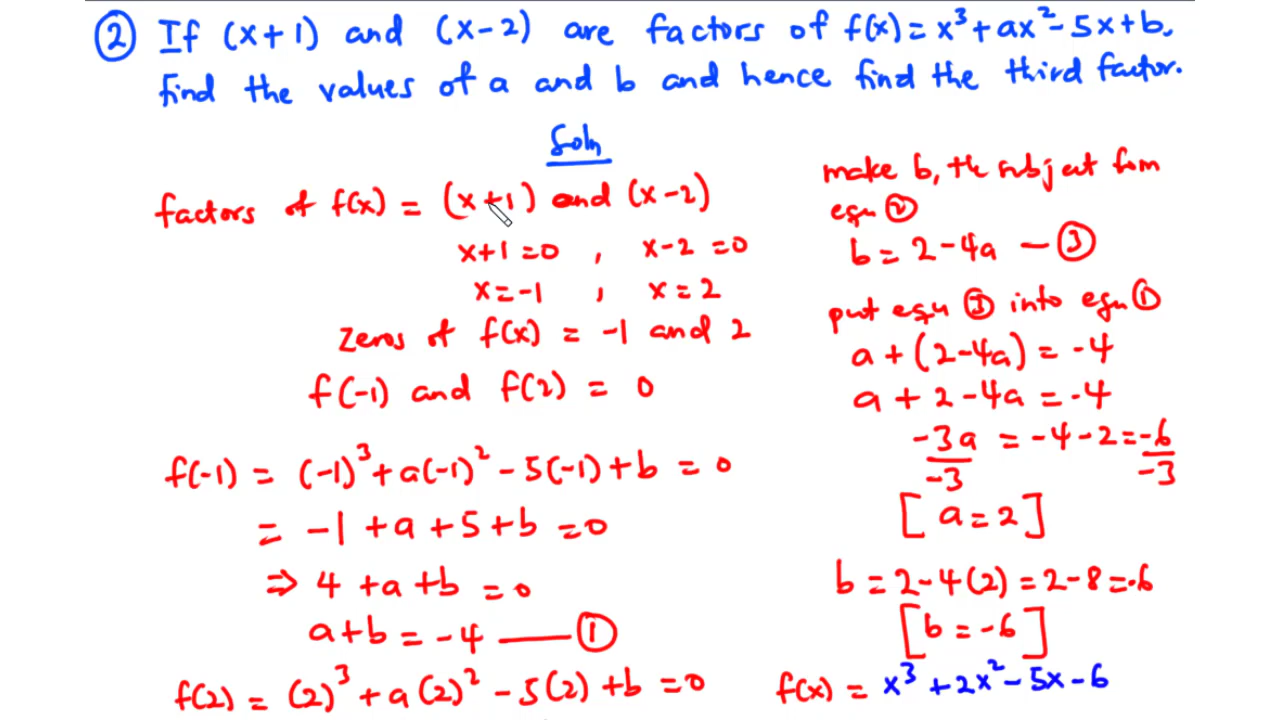 ② If (x+1) and (x-2) are factors of f(x) = x³ + ax² - 5x + b,
find the values of a and b and hence find the third factor.
Soln
factors of f(x) = (x+1) and (x-2)
x+1 = 0 , x-2 = 0
x = -1 , x = 2
Zeros of f(x) = -1 and 2
f(-1) and f(2) = 0
f(-1) = (-1)³ + a(-1)² - 5(-1) + b = 0
= -1 + a + 5 + b = 0
⇒ 4 + a + b = 0
a + b = -4 —— ①
f(2) = (2)³ + a(2)² - 5(2) + b = 0
make b, the subject from
equ ②
b = 2 - 4a — ③
put equ ③ into equ ①
a + (2-4a) = -4
a + 2 - 4a = -4
-3a = -4 - 2 = -6
-3 -3
[a = 2]
b = 2 - 4(2) = 2 - 8 = -6
[b = -6]
f(x) = x³ + 2x² - 5x - 6